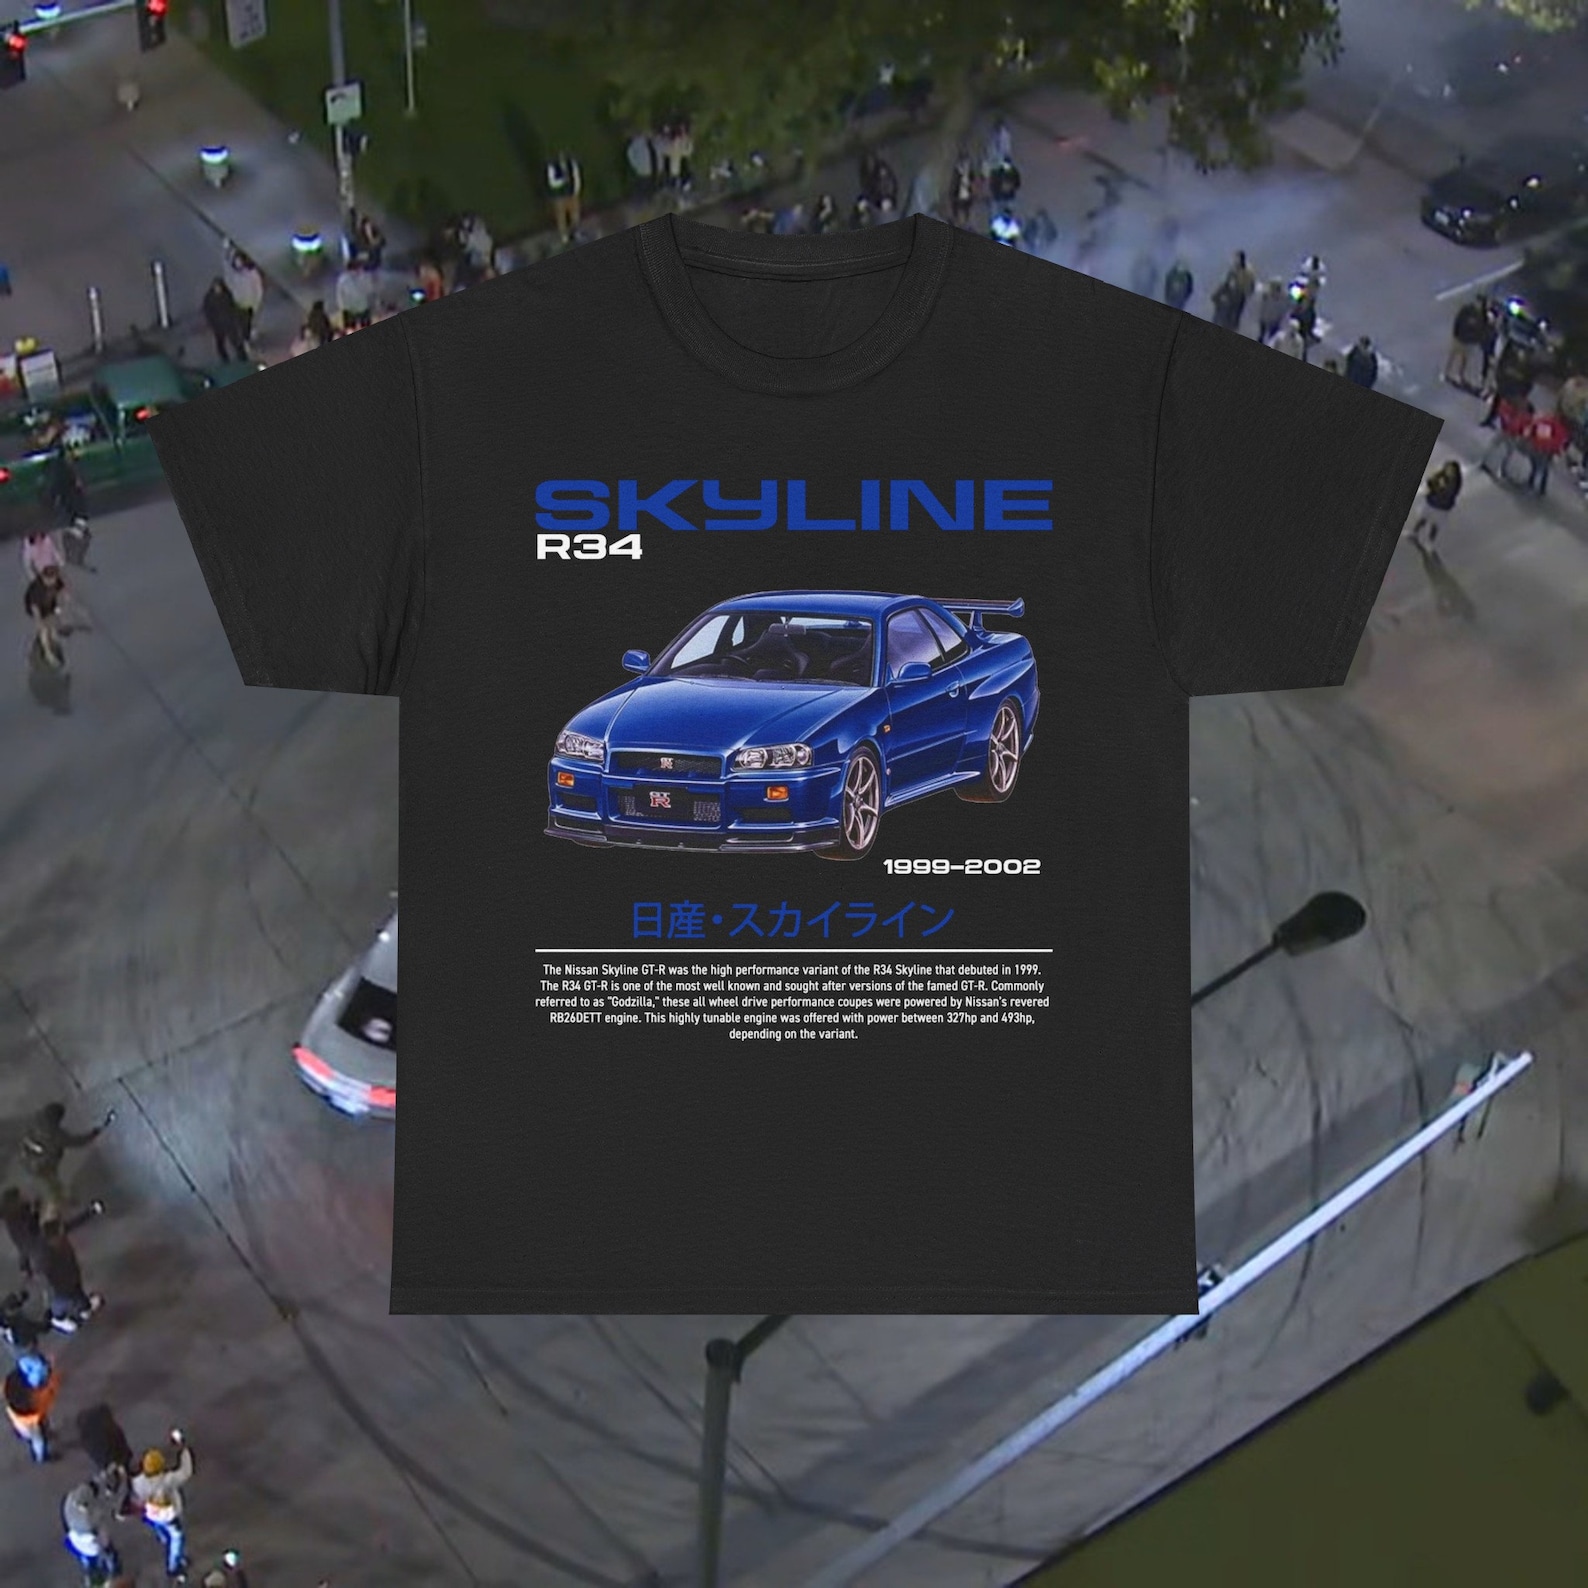 SKYLINE
R34
R
GT
R
1999-2002
日産・スカイライン
The Nissan Skyline GT-R was the high performance variant of the R34 Skyline that debuted in 1999.
The R34 GT-R is one of the most well known and sought after versions of the famed GT-R. Commonly
referred to as "Godzilla," these all wheel drive performance coupes were powered by Nissan's revered
RB26DETT engine. This highly tunable engine was offered with power between 327hp and 493hp,
depending on the variant.